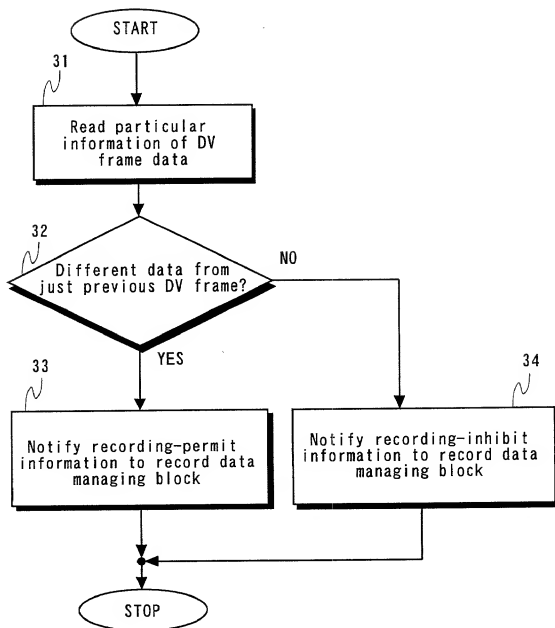 START
31
Read particular
information of DV
frame data
32
Different data from
just previous DV frame?
NO
YES
33
34
Notify recording-permit
information to record data
managing block
Notify recording-inhibit
information to record data
managing block
STOP